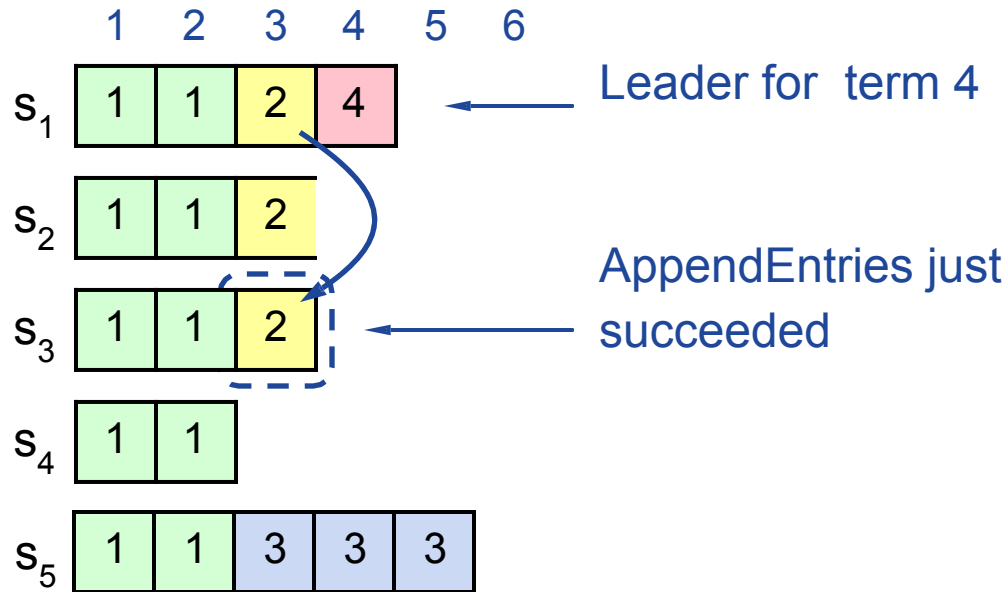 1 2 3 4 5 6
s1 1 1 2 4 Leader for term 4
s2 1 1 2
AppendEntries just
s3 1 1 2 succeeded
s4 1 1
s5 1 1 3 3 3